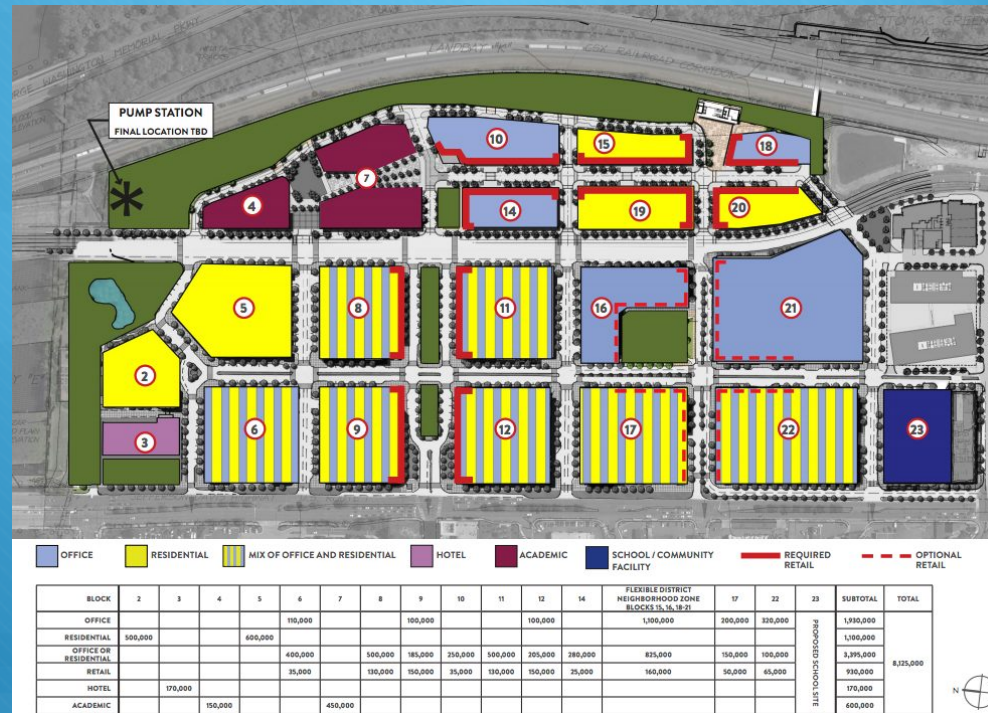 POTOMAC GREEN
MEMORIAL PKWY
CSX RAILROAD CORRIDOR
PUMP STATION
FINAL LOCATION TBD
10
15
18
7
4
14
19
20
5
8
11
16
21
2
3
6
9
12
17
22
23
OFFICE RESIDENTIAL MIX OF OFFICE AND RESIDENTIAL HOTEL ACADEMIC SCHOOL / COMMUNITY FACILITY REQUIRED RETAIL OPTIONAL RETAIL
BLOCK 2 3 4 5 6 7 8 9 10 11 12 14 FLEXIBLE DISTRICT NEIGHBORHOOD ZONE BLOCKS 15, 16, 18-21 17 22 23 SUBTOTAL TOTAL
OFFICE 110,000 100,000 100,000 1,100,000 200,000 320,000 1,930,000
RESIDENTIAL 500,000 600,000 1,100,000
OFFICE OR RESIDENTIAL 400,000 500,000 185,000 250,000 500,000 205,000 280,000 825,000 150,000 100,000 3,395,000
RETAIL 35,000 130,000 150,000 35,000 130,000 150,000 25,000 160,000 50,000 65,000 930,000
HOTEL 170,000 170,000
ACADEMIC 150,000 450,000 600,000
PROPOSED SCHOOL SITE
8,125,000
N